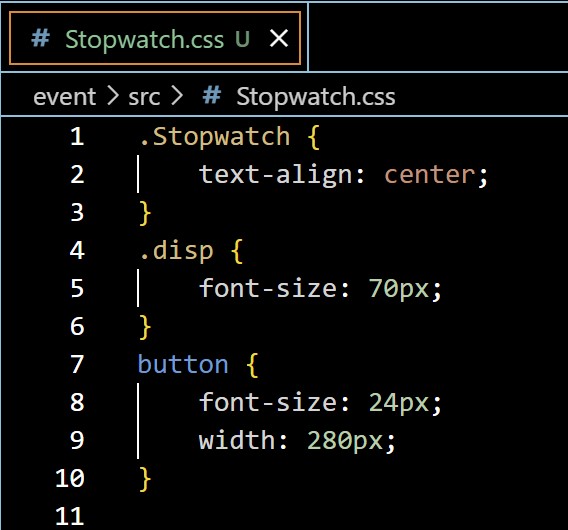 # Stopwatch.css U ×
event > src > # Stopwatch.css
1 .Stopwatch {
2     text-align: center;
3 }
4 .disp {
5     font-size: 70px;
6 }
7 button {
8     font-size: 24px;
9     width: 280px;
10 }
11